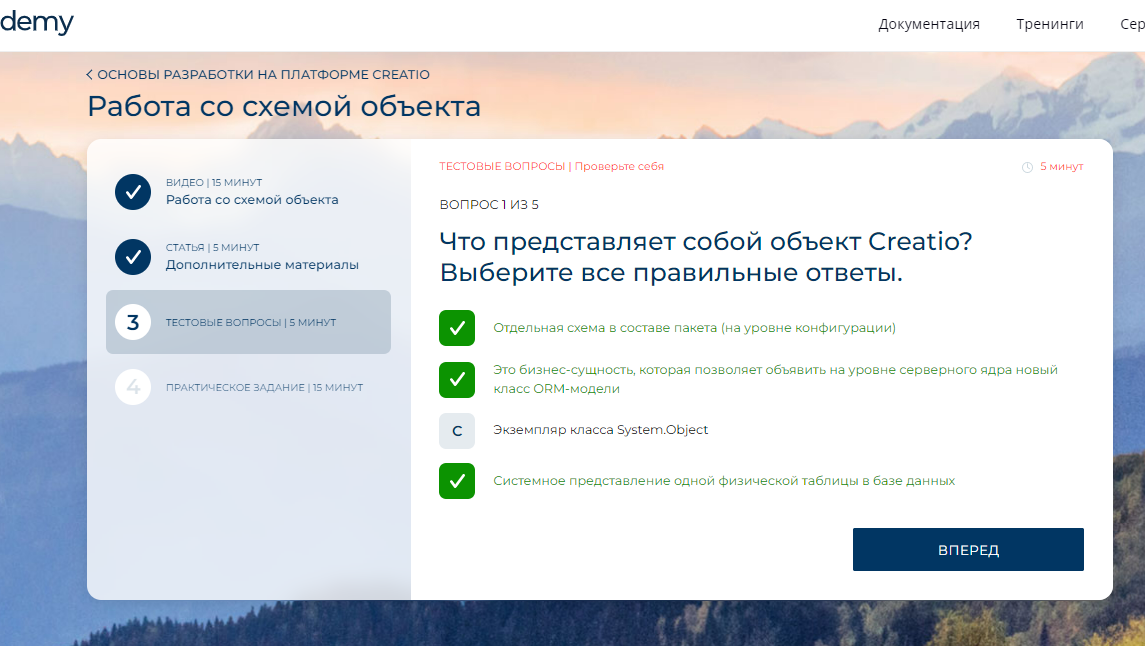 demy
Документация Тренинги Сер
ОСНОВЫ РАЗРАБОТКИ НА ПЛАТФОРМЕ CREATIO
Работа со схемой объекта
ВИДЕО | 15 МИНУТ
Работа со схемой объекта
СТАТЬЯ | 5 МИНУТ
Дополнительные материалы
3 ТЕСТОВЫЕ ВОПРОСЫ | 5 МИНУТ
4 ПРАКТИЧЕСКОЕ ЗАДАНИЕ | 15 МИНУТ
ТЕСТОВЫЕ ВОПРОСЫ | Проверьте себя
5 минут
ВОПРОС 1 ИЗ 5
Что представляет собой объект Creatio?
Выберите все правильные ответы.
Отдельная схема в составе пакета (на уровне конфигурации)
Это бизнес-сущность, которая позволяет объявить на уровне серверного ядра новый
класс ORM-модели
C Экземпляр класса System.Object
Системное представление одной физической таблицы в базе данных
ВПЕРЕД